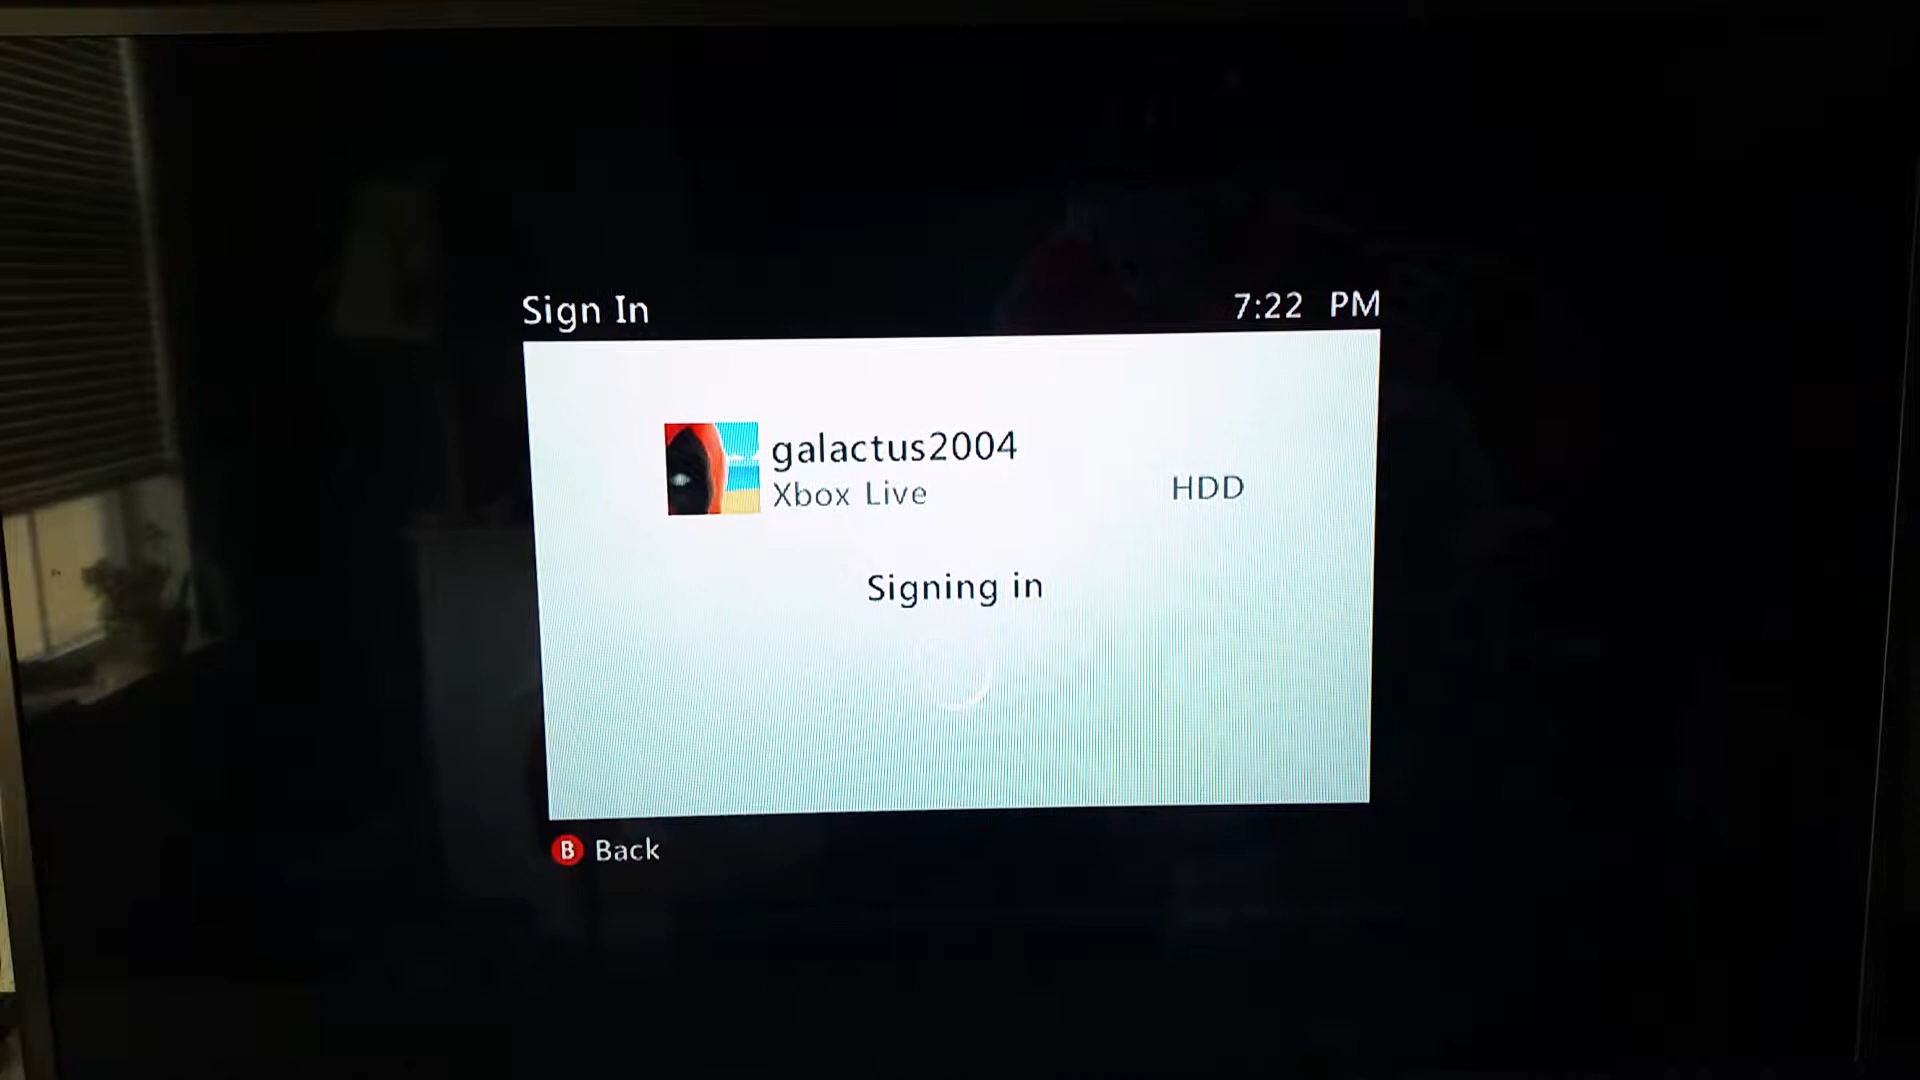 Sign In
7:22 PM
galactus2004
Xbox Live
HDD
Signing in
B Back